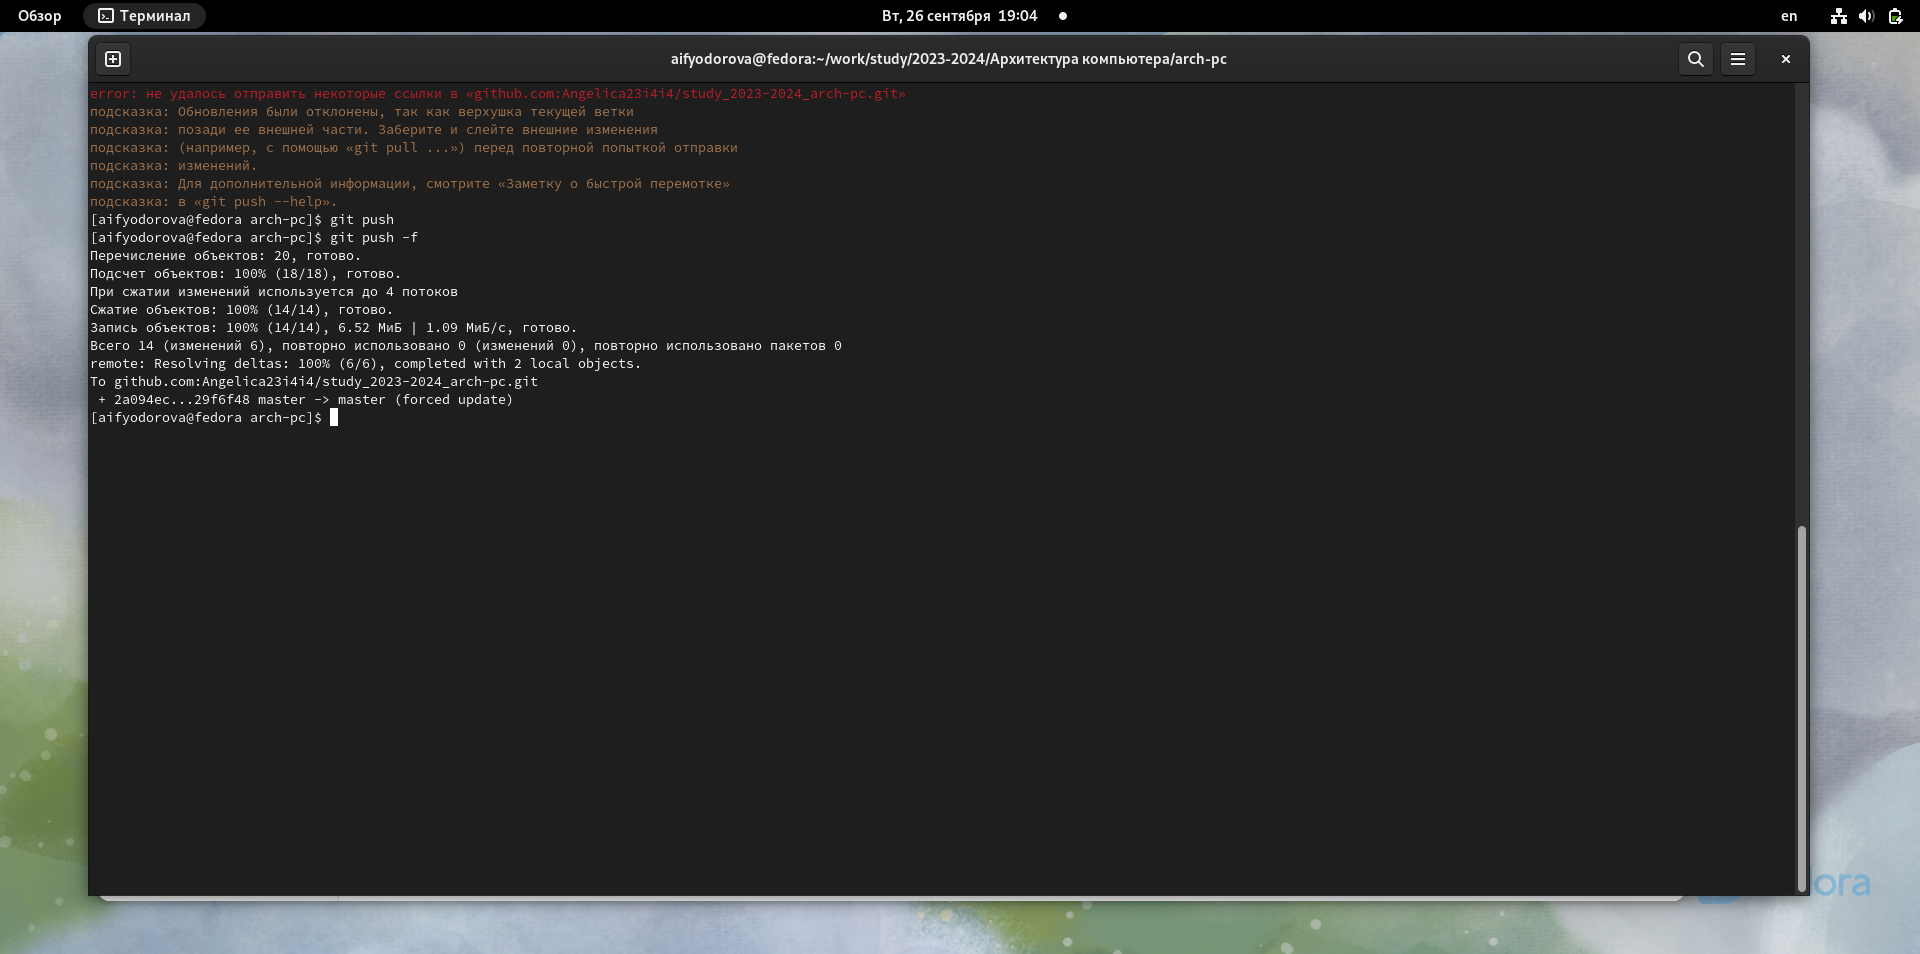 Обзор
Терминал
Вт, 26 сентября 19:04
en
aifyodorova@fedora:~/work/study/2023-2024/Архитектура компьютера/arch-pc
error: не удалось отправить некоторые ссылки в «github.com:Angelica23i4i4/study_2023-2024_arch-pc.git»
подсказка: Обновления были отклонены, так как верхушка текущей ветки
подсказка: позади ее внешней части. Заберите и слейте внешние изменения
подсказка: (например, с помощью «git pull ...») перед повторной попыткой отправки
подсказка: изменений.
подсказка: Для дополнительной информации, смотрите «Заметку о быстрой перемотке»
подсказка: в «git push --help».
[aifyodorova@fedora arch-pc]$ git push
[aifyodorova@fedora arch-pc]$ git push -f
Перечисление объектов: 20, готово.
Подсчет объектов: 100% (18/18), готово.
При сжатии изменений используется до 4 потоков
Сжатие объектов: 100% (14/14), готово.
Запись объектов: 100% (14/14), 6.52 МиБ | 1.09 МиБ/с, готово.
Всего 14 (изменений 6), повторно использовано 0 (изменений 0), повторно использовано пакетов 0
remote: Resolving deltas: 100% (6/6), completed with 2 local objects.
To github.com:Angelica23i4i4/study_2023-2024_arch-pc.git
 + 2a094ec...29f6f48 master -> master (forced update)
[aifyodorova@fedora arch-pc]$